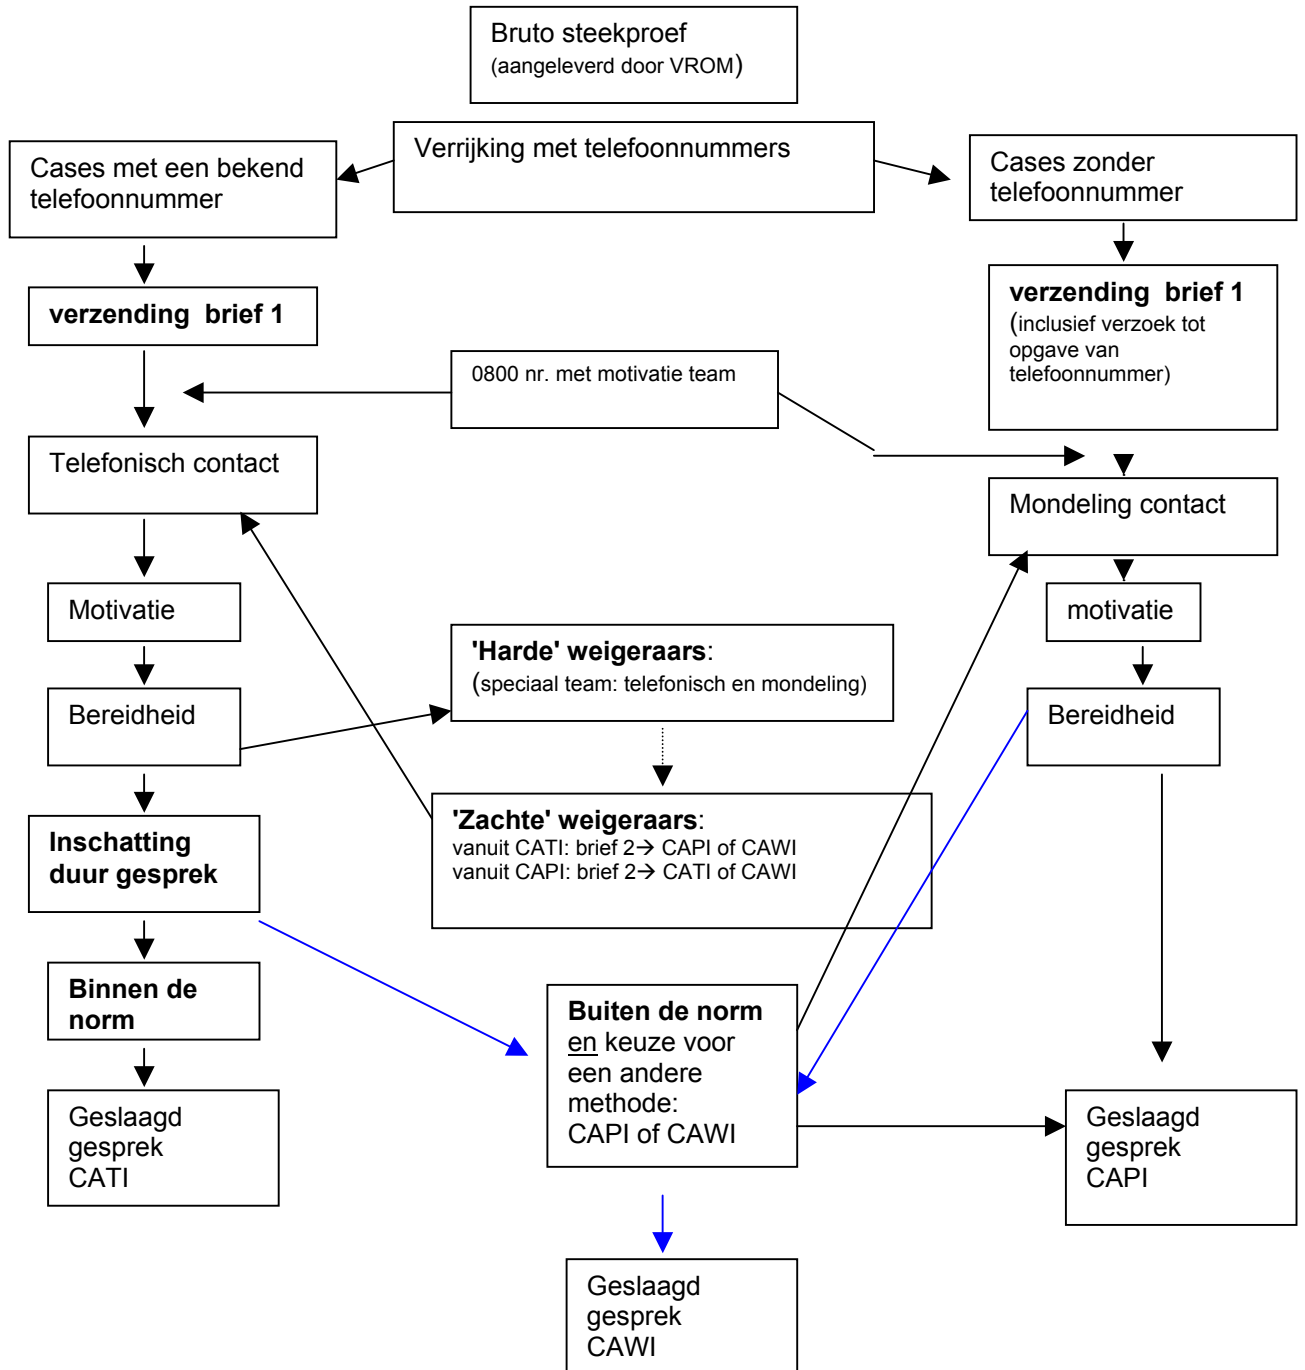 Bruto steekproef
(aangeleverd door VROM)
Verrijking met telefoonnummers
Cases met een bekend
telefoonnummer
Cases zonder
telefoonnummer
verzending brief 1
verzending brief 1
(inclusief verzoek tot
opgave van
telefoonnummer)
0800 nr. met motivatie team
Telefonisch contact
Mondeling contact
Motivatie
motivatie
'Harde' weigeraars:
(speciaal team: telefonisch en mondeling)
Bereidheid
Bereidheid
'Zachte' weigeraars:
vanuit CATI: brief 2→ CAPI of CAWI
vanuit CAPI: brief 2→ CATI of CAWI
Inschatting
duur gesprek
Binnen de
norm
Buiten de norm
en keuze voor
een andere
methode:
CAPI of CAWI
Geslaagd
gesprek
CATI
Geslaagd
gesprek
CAPI
Geslaagd
gesprek
CAWI